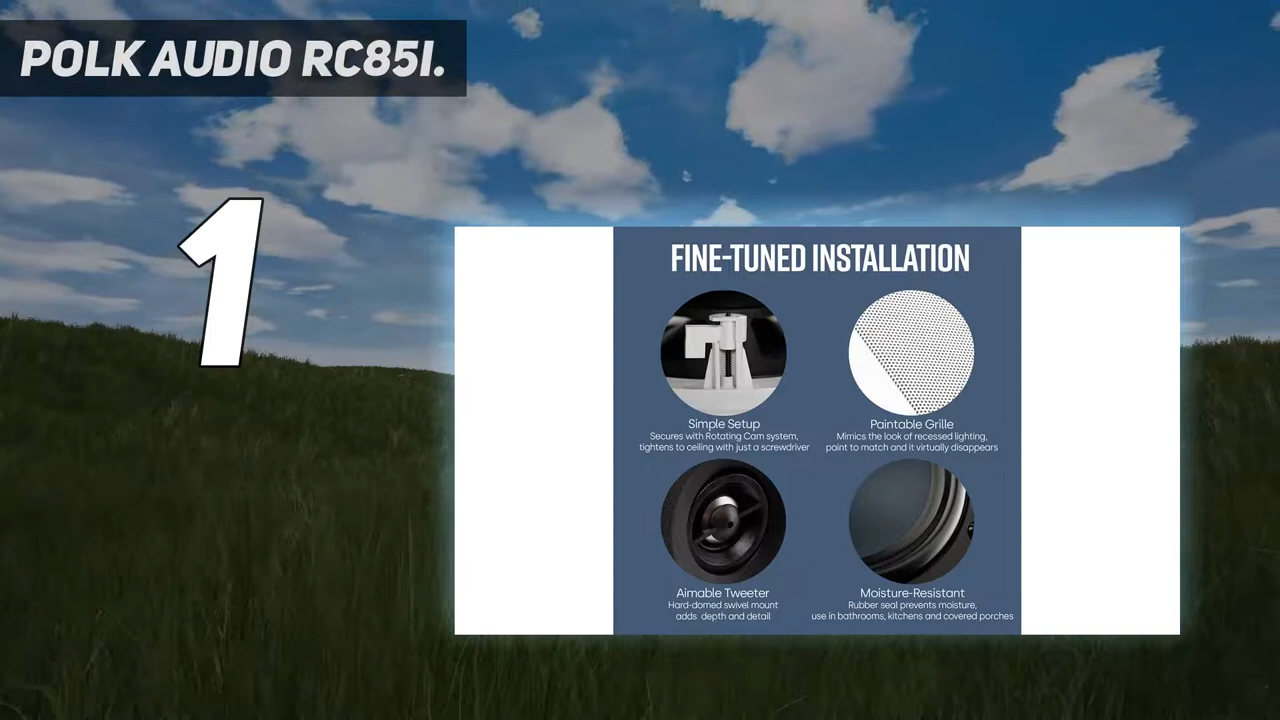 POLK AUDIO RC85I.
1
FINE-TUNED INSTALLATION
Simple Setup
Secures with Rotating Cam system,
tightens to ceiling with just a screwdriver
Paintable Grille
Mimics the look of recessed lighting,
paint to match and it virtually disappears
Aimable Tweeter
Hard-domed swivel mount
adds depth and detail
Moisture-Resistant
Rubber seal prevents moisture,
use in bathrooms, kitchens and covered porches